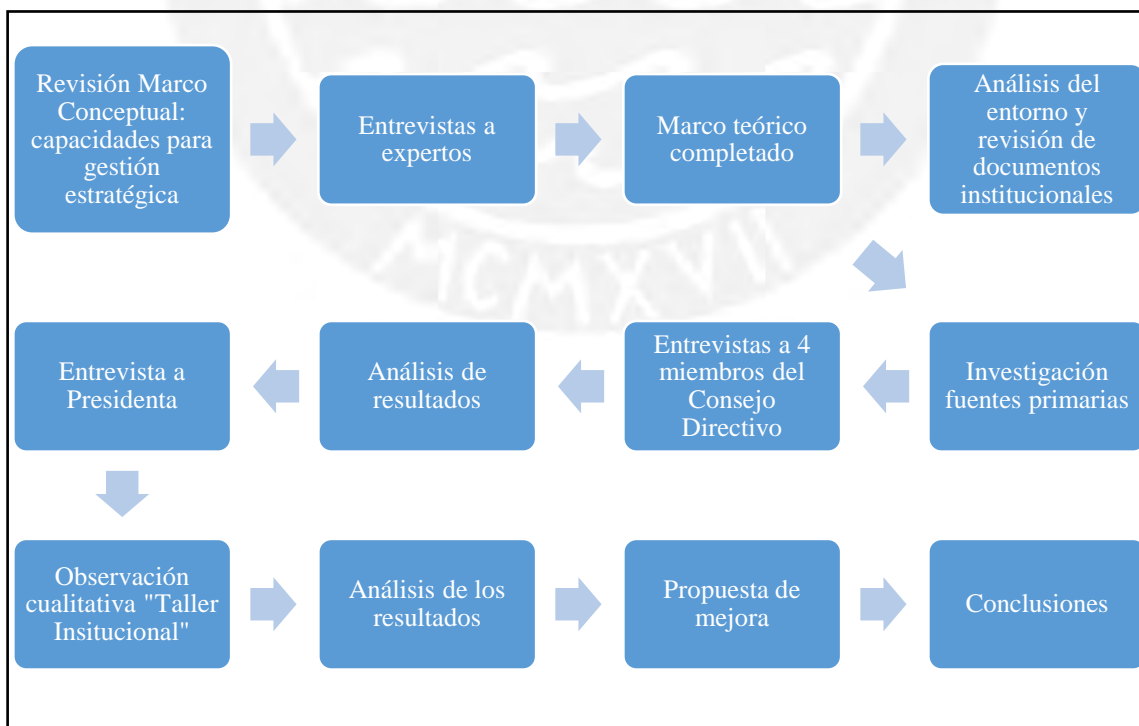 Revisión Marco
Conceptual:
capacidades para
gestión
estratégica
Entrevistas a
expertos
Marco teórico
completado
Análisis del
entorno y
revisión de
documentos
institucionales
Investigación
fuentes primarias
Entrevistas a 4
miembros del
Consejo
Directivo
Análisis de
resultados
Entrevista a
Presidenta
Observación
cualitativa "Taller
Insitucional"
Análisis de los
resultados
Propuesta de
mejora
Conclusiones
MCMXVII